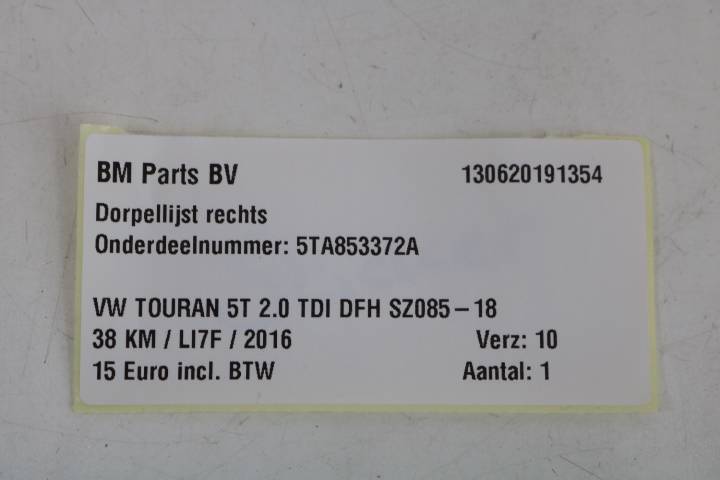 BM Parts BV 130620191354
Dorpellijst rechts
Onderdeelnummer: 5TA853372A
VW TOURAN 5T 2.0 TDI DFH SZ085-18
38 KM / LI7F / 2016 Verz: 10
15 Euro incl. BTW Aantal: 1